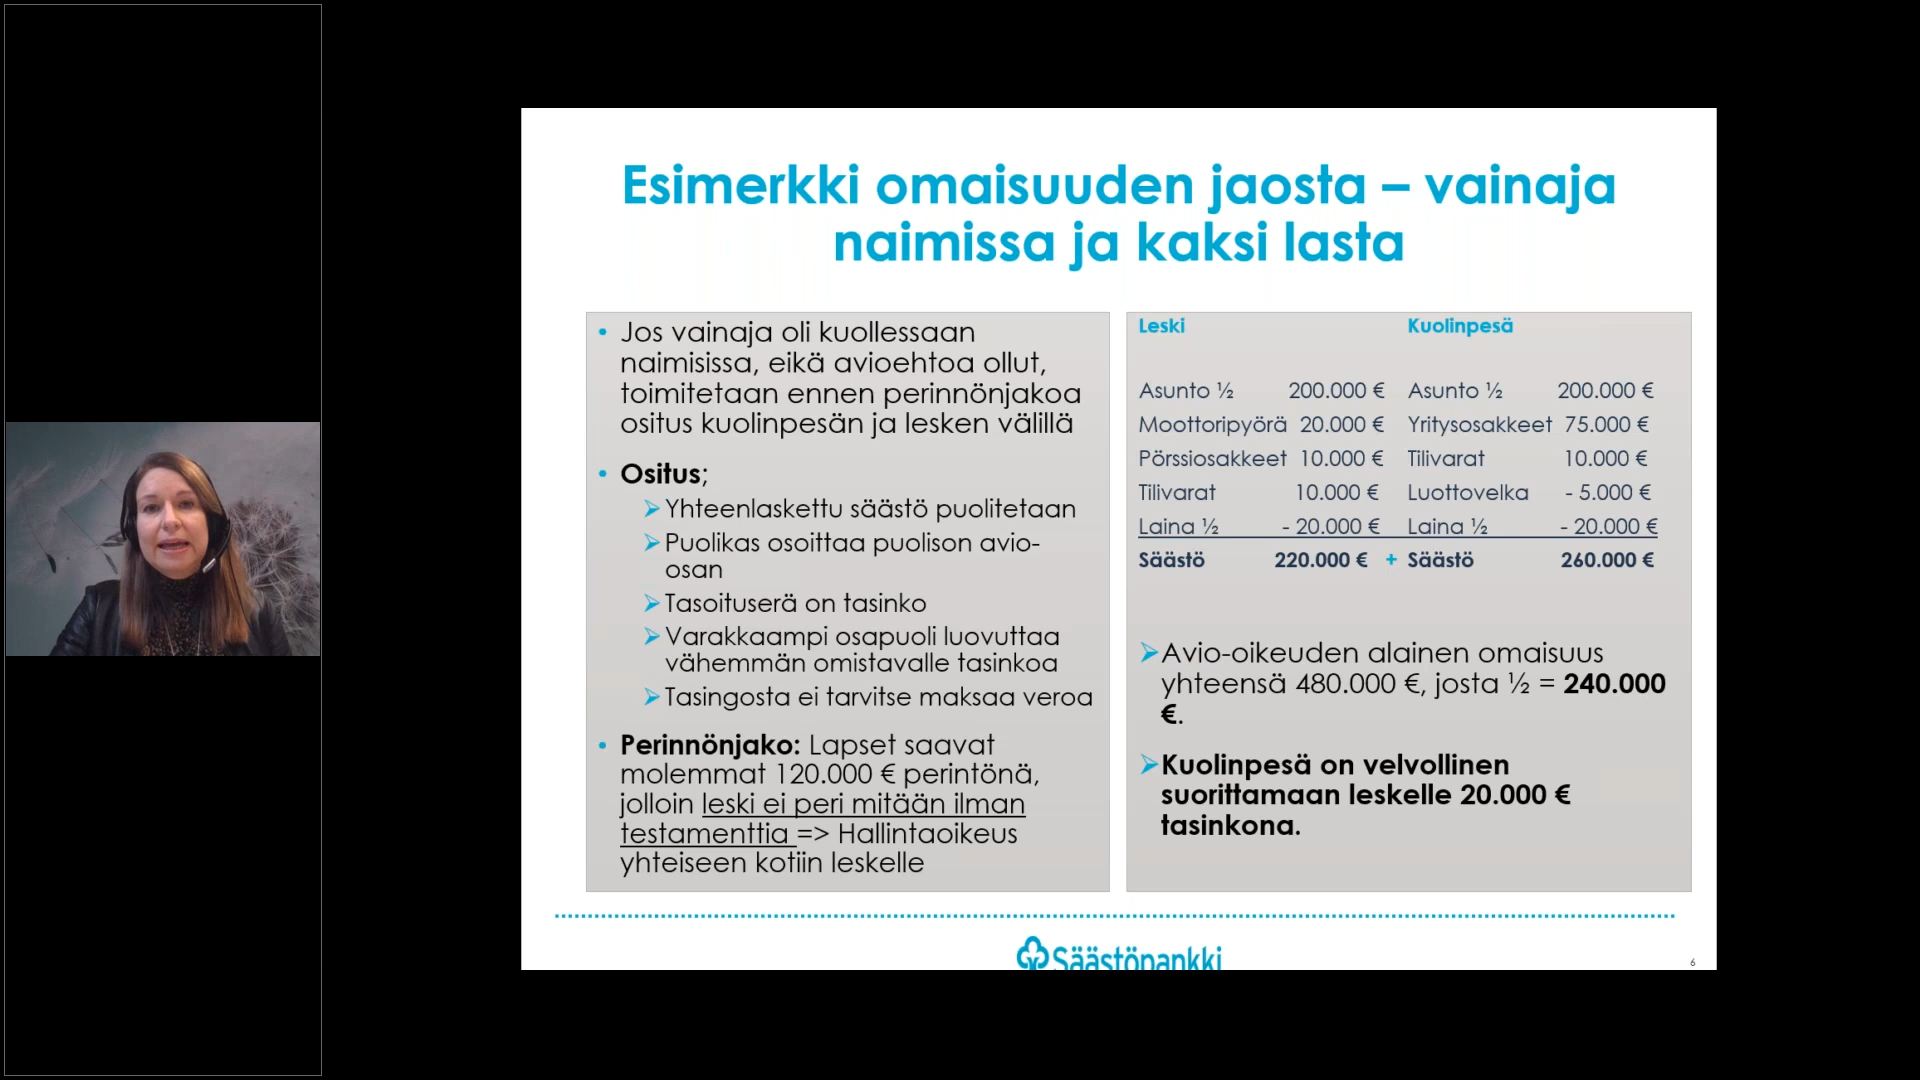 Esimerkki omaisuuden jaosta – vainaja
naimissa ja kaksi lasta
• Jos vainaja oli kuollessaan
naimisissa, eikä avioehtoa ollut,
toimitetaan ennen perinnönjakoa
ositus kuolinpesän ja lesken välillä
• Ositus;
➢ Yhteenlaskettu säästö puolitetaan
➢ Puolikas osoittaa puolison avio-
osan
➢ Tasoituserä on tasinko
➢ Varakkaampi osapuoli luovuttaa
vähemmän omistavalle tasinkoa
➢ Tasingosta ei tarvitse maksaa veroa
• Perinnönjako: Lapset saavat
molemmat 120.000 € perintönä,
jolloin leski ei peri mitään ilman
testamenttia => Hallintaoikeus
yhteiseen kotiin leskelle
Leski Kuolinpesä
Asunto ½ 200.000 € Asunto ½ 200.000 €
Moottoripyörä 20.000 € Yritysosakkeet 75.000 €
Pörssiosakkeet 10.000 € Tilivarat 10.000 €
Tilivarat 10.000 € Luottovelka - 5.000 €
Laina ½ - 20.000 € Laina ½ - 20.000 €
Säästö 220.000 € + Säästö 260.000 €
➢ Avio-oikeuden alainen omaisuus
yhteensä 480.000 €, josta ½ = 240.000
€.
➢ Kuolinpesä on velvollinen
suorittamaan leskelle 20.000 €
tasinkona.
Säästöpankki
6